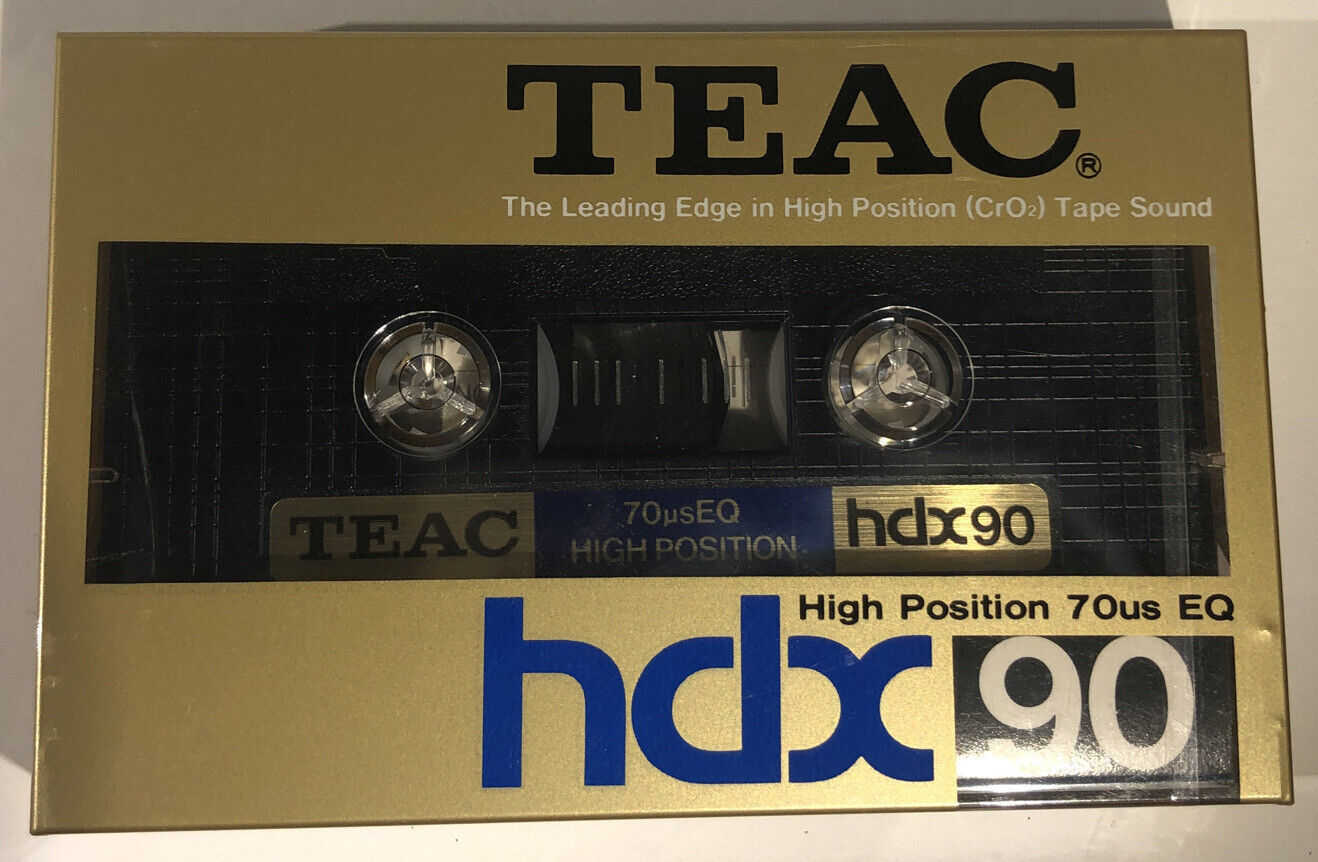 TEAC®
The Leading Edge in High Position (CrO₂) Tape Sound
TEAC 70µsEQ hdx90
HIGH POSITION
High Position 70us EQ
hdx 90